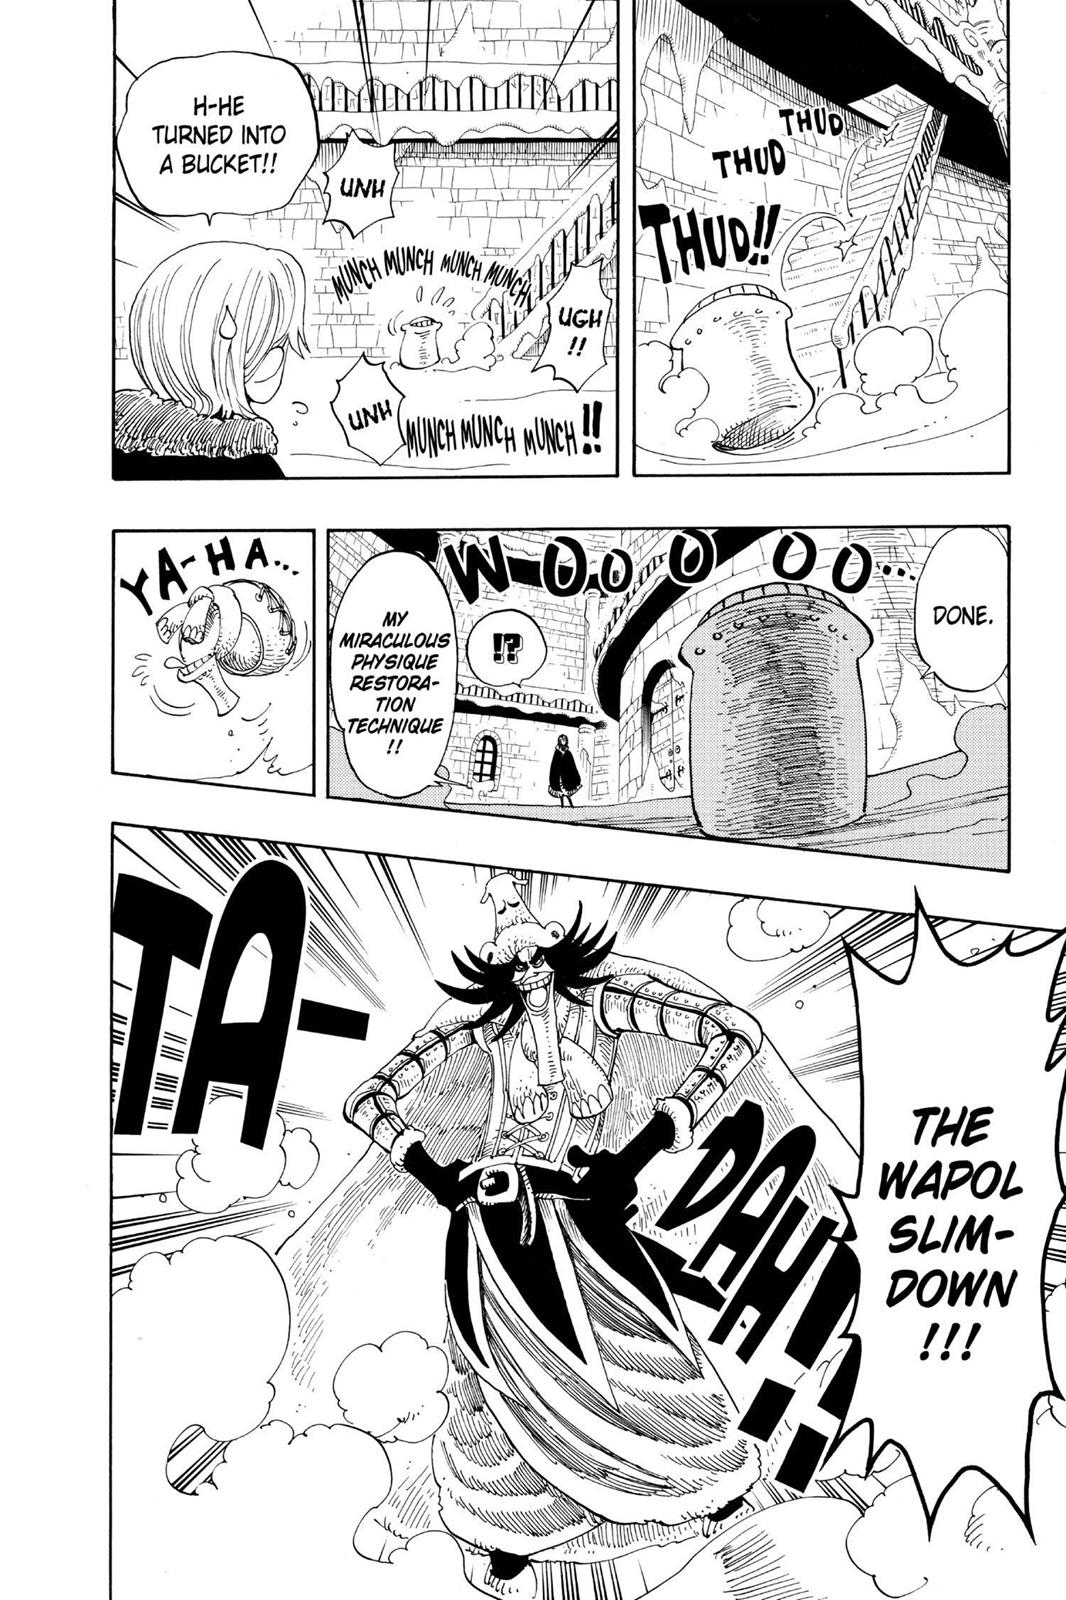 THUD
THUD
THUD!!
H-HE
TURNED INTO
A BUCKET!!
UNH
MUNCH MUNCH MUNCH MUNCH
UGH
!!
UNH
MUNCH MUNCH MUNCH!!
DONE.
WOOOOOO...
!?
MY
MIRACULOUS
PHYSIQUE
RESTORA-
TION
TECHNIQUE
!!
YA-HA...
THE
WAPOL
SLIM-
DOWN
!!!
TA-
DAH!!